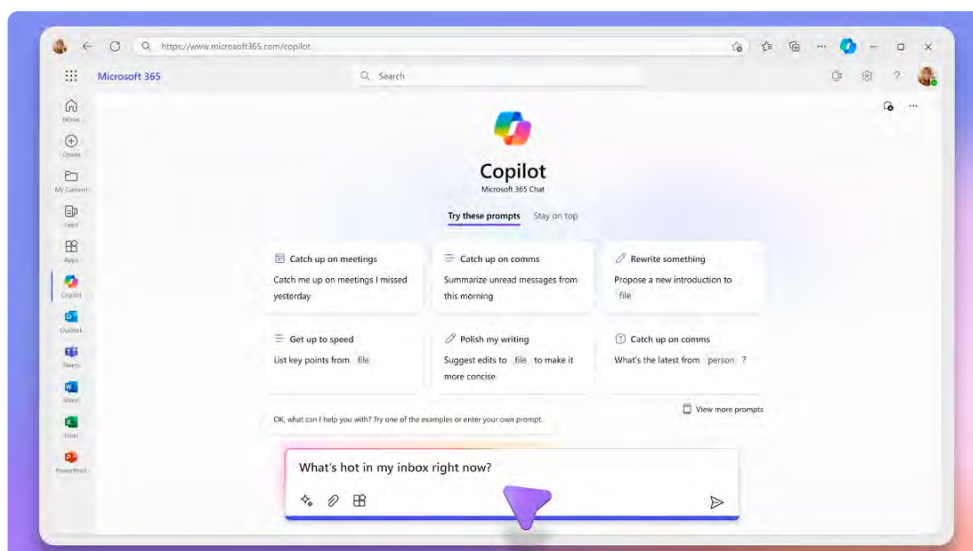 https://www.microsoft365.com/copilot
Microsoft 365
Search
?
Home
Create
My Content
Feed
Apps
Copilot
Outlook
Teams
Word
Excel
PowerPoint
Copilot
Microsoft 365 Chat
Try these prompts Stay on top
Catch up on meetings
Catch me up on meetings I missed
yesterday
Catch up on comms
Summarize unread messages from
this morning
Rewrite something
Propose a new introduction to
file
Get up to speed
List key points from file
Polish my writing
Suggest edits to file to make it
more concise
Catch up on comms
What's the latest from person ?
View more prompts
OK, what can I help you with? Try one of the examples or enter your own prompt.
What's hot in my inbox right now?